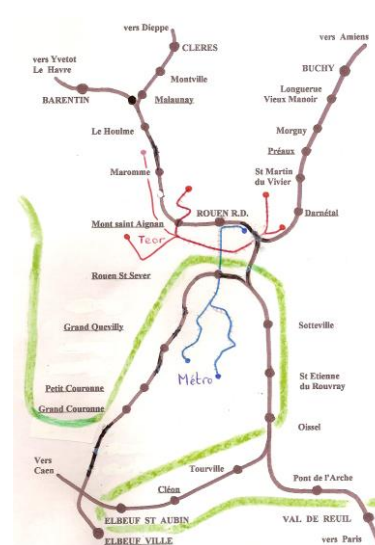 vers Dieppe
CLERES
vers Amiens
vers Yvetot
Le Havre
Montville
BUCHY
BARENTIN
Malaunay
Longuerue
Vieux Manoir
Le Houlme
Morgny
Préaux
Maromme
St Martin
du Vivier
Mont saint Aignan
ROUEN R.D.
Darnétal
Teor
Rouen St Sever
Grand Quevilly
Sotteville
Métro
Petit Couronne
St Etienne
du Rouvray
Grand Couronne
Oissel
Vers
Caen
Tourville
Cléon
Pont de l'Arche
ELBEUF ST AUBIN
VAL DE REUIL
ELBEUF VILLE
vers Paris